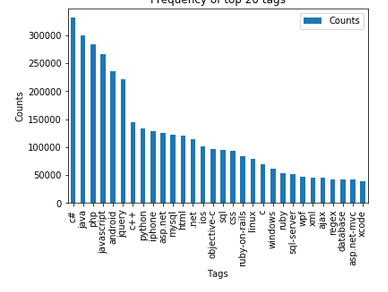 Frequency of top 20 tags
Counts
300000
250000
200000
150000
100000
50000
0
Counts
c#
java
php
javascript
android
jquery
c++
python
iphone
asp.net
mysql
html
.net
ios
objective-c
sql
css
ruby-on-rails
linux
c
windows
ruby
sql-server
wpf
xml
ajax
regex
database
asp.net-mvc
xcode
Tags